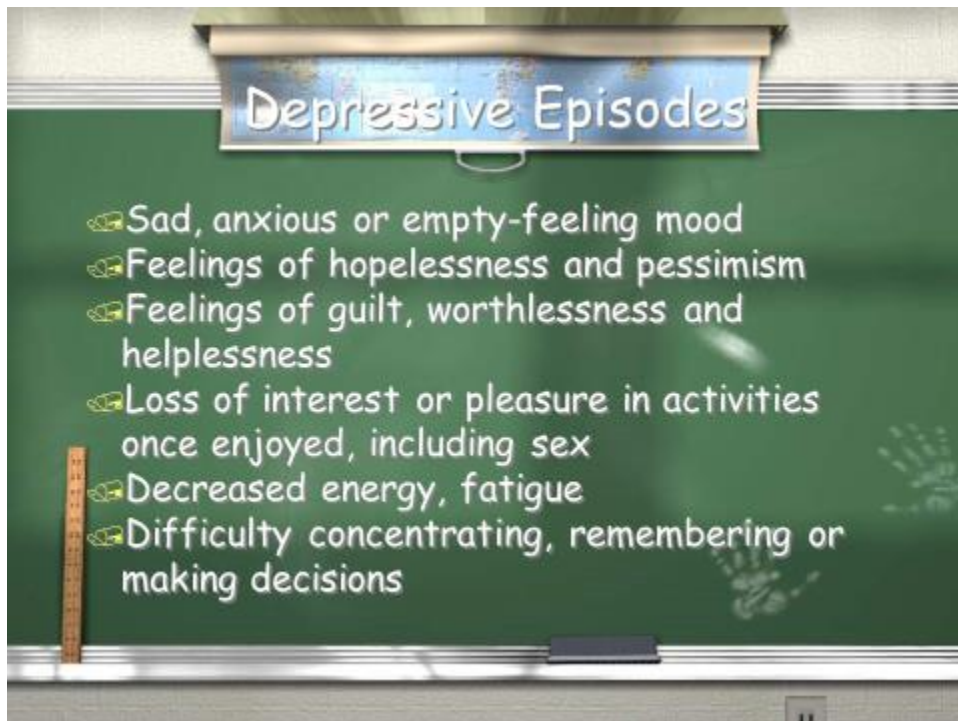 Depressive Episodes
Sad, anxious or empty-feeling mood
Feelings of hopelessness and pessimism
Feelings of guilt, worthlessness and
helplessness
Loss of interest or pleasure in activities
once enjoyed, including sex
Decreased energy, fatigue
Difficulty concentrating, remembering or
making decisions